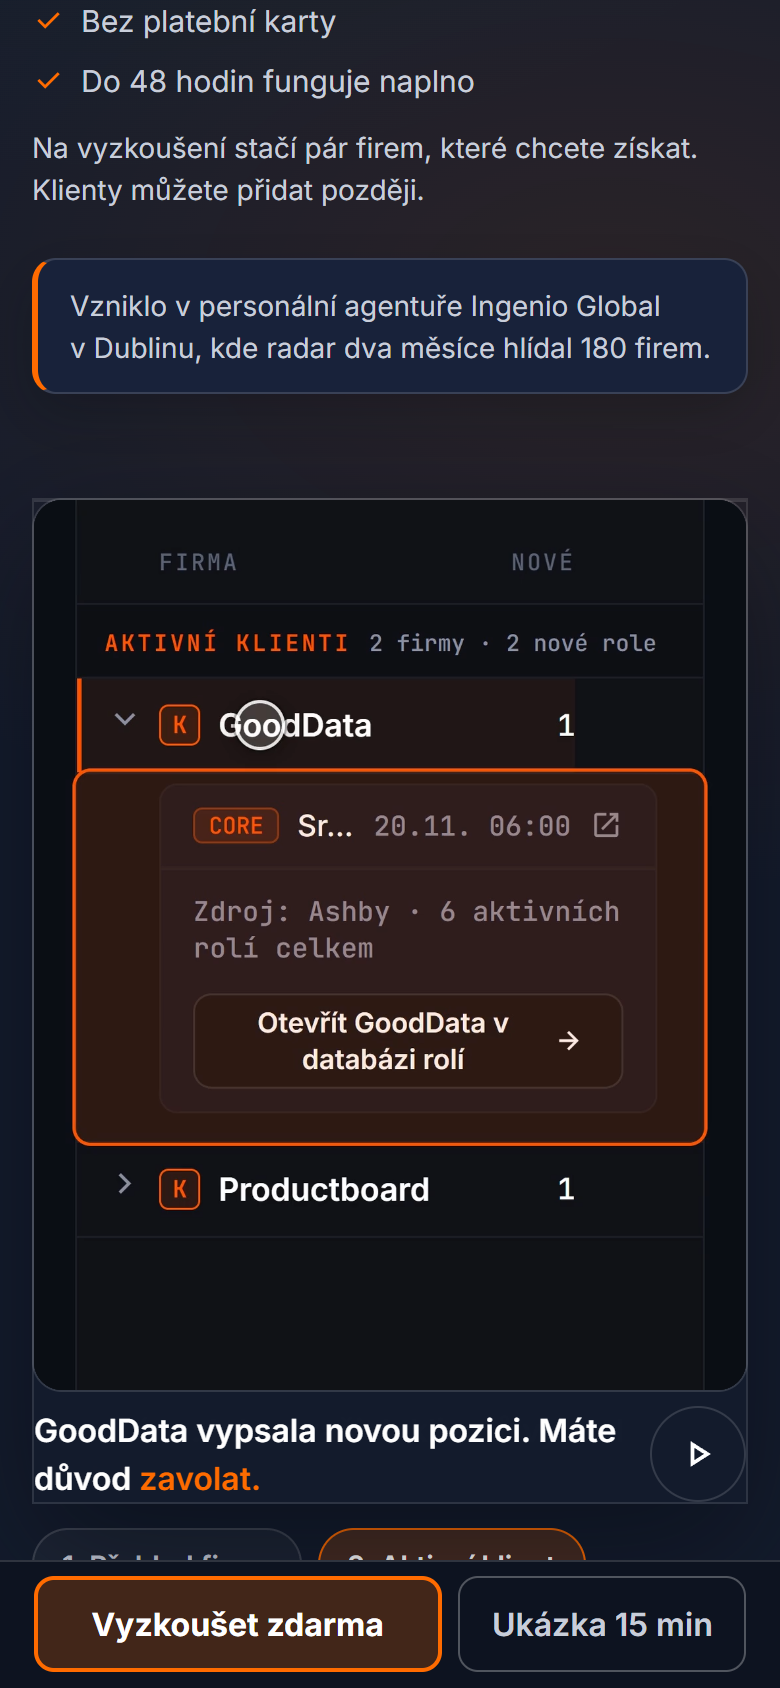 Bez platební karty
Do 48 hodin funguje naplno
Na vyzkoušení stačí pár firem, které chcete získat.
Klienty můžete přidat později.
Vzniklo v personální agentuře Ingenio Global
v Dublinu, kde radar dva měsíce hlídal 180 firem.
FIRMA NOVÉ
AKTIVNÍ KLIENTI 2 firmy · 2 nové role
K GoodData 1
CORE Sr... 20.11. 06:00
Zdroj: Ashby · 6 aktivních
rolí celkem
Otevřít GoodData v
databázi rolí
K Productboard 1
GoodData vypsala novou pozici. Máte
důvod zavolat.
Vyzkoušet zdarma Ukázka 15 min